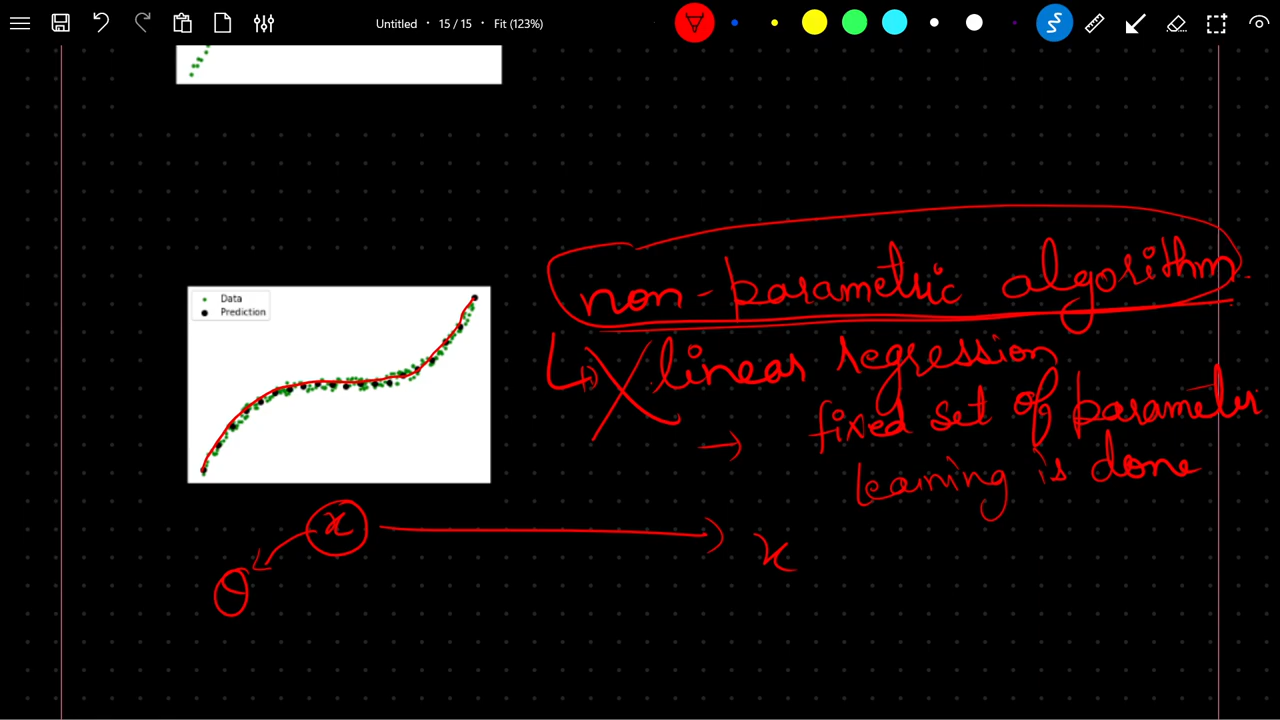 Untitled • 15 / 15 • Fit (123%)
non-parametric algorithm.
Data
Prediction
X linear regression
→ fixed set of parameter
learning is done
x
x
θ